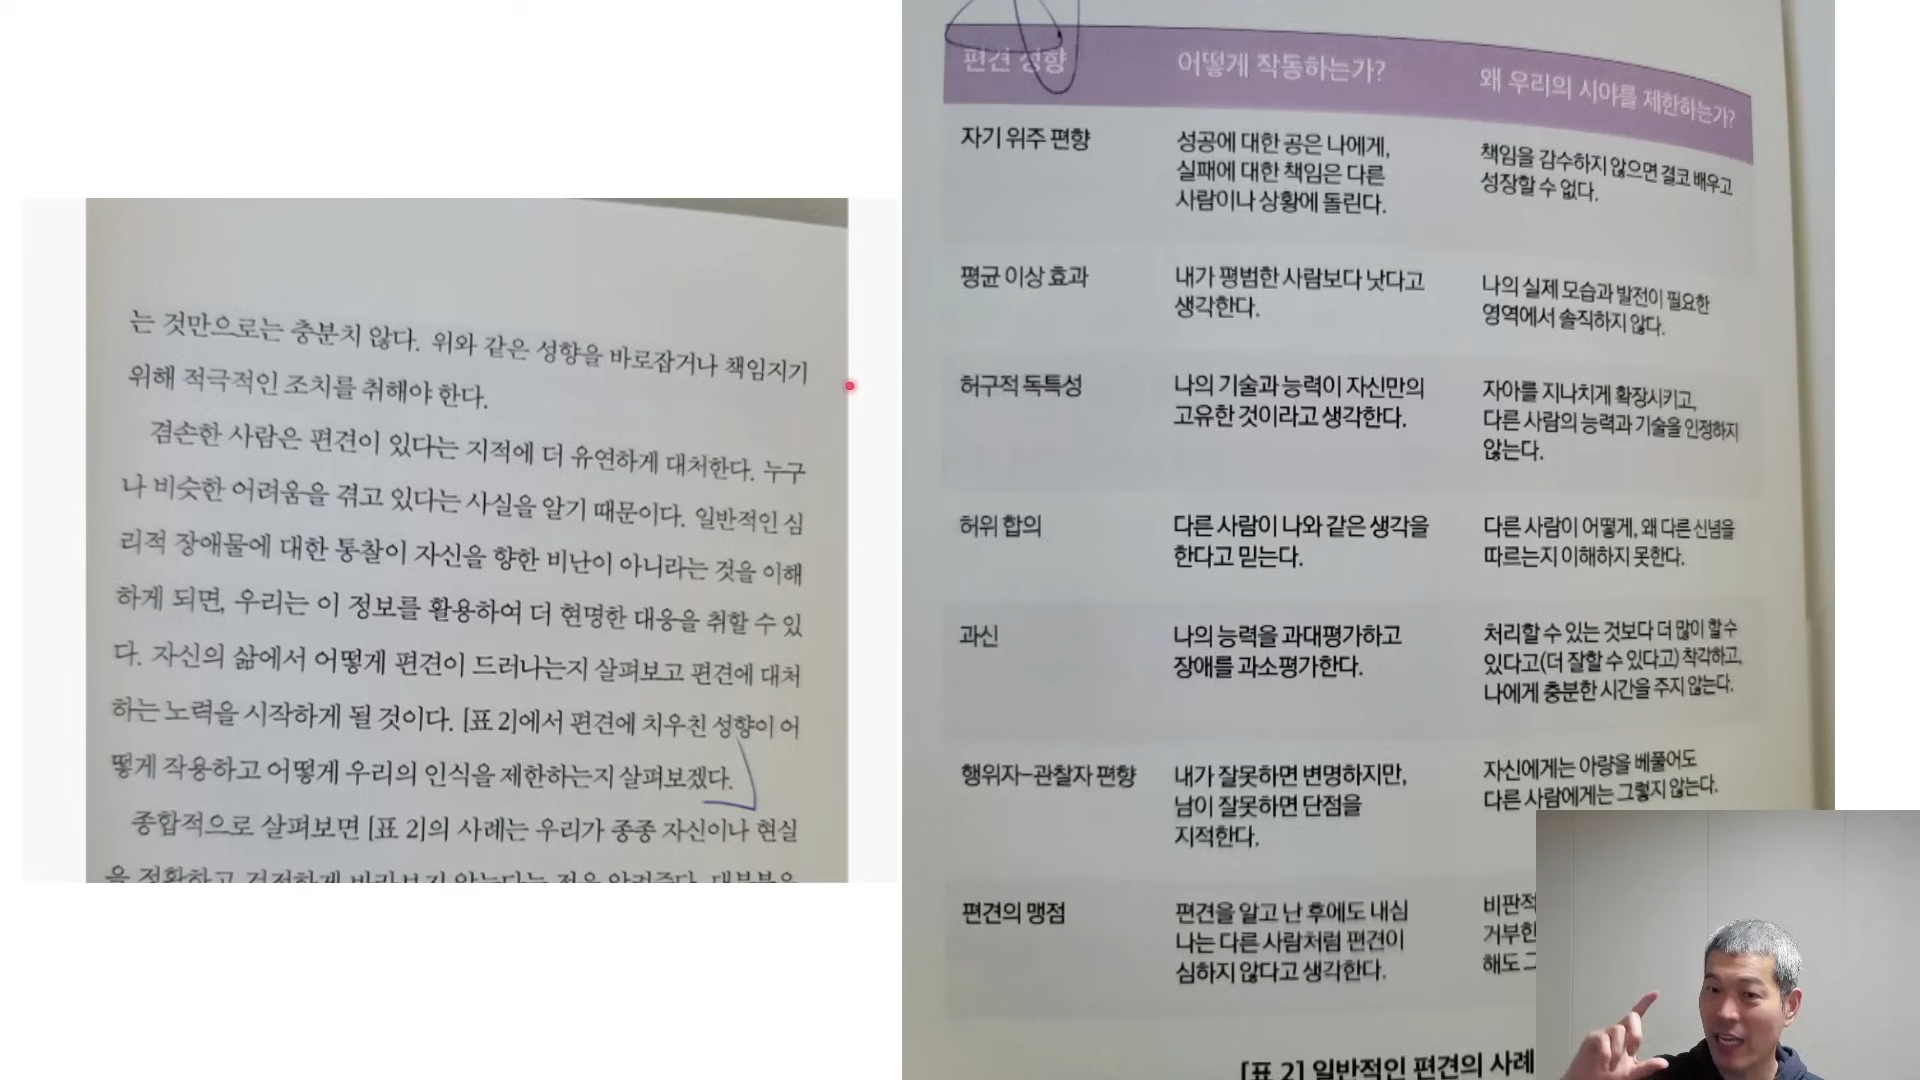 는 것만으로는 충분치 않다. 위와 같은 성향을 바로잡거나 책임지기
위해 적극적인 조치를 취해야 한다.
겸손한 사람은 편견이 있다는 지적에 더 유연하게 대처한다. 누구
나 비슷한 어려움을 겪고 있다는 사실을 알기 때문이다. 일반적인 심
리적 장애물에 대한 통찰이 자신을 향한 비난이 아니라는 것을 이해
하게 되면, 우리는 이 정보를 활용하여 더 현명한 대응을 취할 수 있
다. 자신의 삶에서 어떻게 편견이 드러나는지 살펴보고 편견에 대처
하는 노력을 시작하게 될 것이다. [표 2]에서 편견에 치우친 성향이 어
떻게 작용하고 어떻게 우리의 인식을 제한하는지 살펴보겠다.
종합적으로 살펴보면 [표 2]의 사례는 우리가 종종 자신이나 현실
편견 성향 어떻게 작동하는가? 왜 우리의 시야를 제한하는가?
자기 위주 편향
성공에 대한 공은 나에게,
실패에 대한 책임은 다른
사람이나 상황에 돌린다.
책임을 감수하지 않으면 결코 배우고
성장할 수 없다.
평균 이상 효과
내가 평범한 사람보다 낫다고
생각한다.
나의 실제 모습과 발전이 필요한
영역에서 솔직하지 않다.
허구적 독특성
나의 기술과 능력이 자신만의
고유한 것이라고 생각한다.
자아를 지나치게 확장시키고,
다른 사람의 능력과 기술을 인정하지
않는다.
허위 합의
다른 사람이 나와 같은 생각을
한다고 믿는다.
다른 사람이 어떻게, 왜 다른 신념을
따르는지 이해하지 못한다.
과신
나의 능력을 과대평가하고
장애를 과소평가한다.
처리할 수 있는 것보다 더 많이 할 수
있다고(더 잘할 수 있다고) 착각하고,
나에게 충분한 시간을 주지 않는다.
행위자-관찰자 편향
내가 잘못하면 변명하지만,
남이 잘못하면 단점을
지적한다.
자신에게는 아량을 베풀어도
다른 사람에게는 그렇지 않는다.
편견의 맹점
편견을 알고 난 후에도 내심
나는 다른 사람처럼 편견이
심하지 않다고 생각한다.
비판적
거부한
해도 그
[표 2] 일반적인 편견의 사례